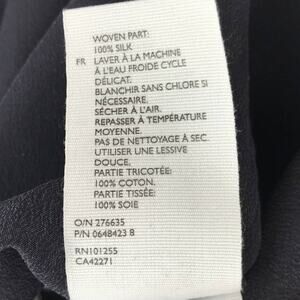 WOVEN PART:
100% SILK
FR LAVER À LA MACHINE
À L'EAU FROIDE CYCLE
DÉLICAT.
BLANCHIR SANS CHLORE SI
NÉCESSAIRE.
SÉCHER À L'AIR.
REPASSER À TEMPÉRATURE
MOYENNE.
PAS DE NETTOYAGE À SEC.
UTILISER UNE LESSIVE
DOUCE.
PARTIE TRICOTÉE:
100% COTON.
PARTIE TISSÉE:
100% SOIE
O/N 276635
P/N 0648423 8
RN101255
CA42271